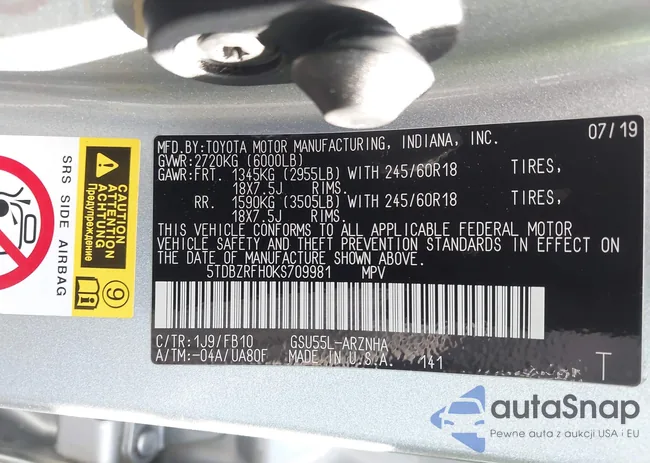 MFD.BY:TOYOTA MOTOR MANUFACTURING, INDIANA, INC. 07/19
GVWR:2720KG (6000LB)
GAWR:FRT. 1345KG (2955LB) WITH 245/60R18 TIRES,
18X7.5J RIMS.
RR. 1590KG (3505LB) WITH 245/60R18 TIRES,
18X7.5J RIMS.
THIS VEHICLE CONFORMS TO ALL APPLICABLE FEDERAL MOTOR
VEHICLE SAFETY AND THEFT PREVENTION STANDARDS IN EFFECT ON
THE DATE OF MANUFACTURE SHOWN ABOVE.
5TDBZRFH0KS709981 MPV
C/TR:1J9/FB10 GSU55L-ARZNHA
A/TM:-04A/UA80F MADE IN U.S.A. 141 T
SRS SIDE AIRBAG
CAUTION
ATTENTION
ACHTUNG
Предупреждение
9
autaSnap
Pewne auta z aukcji USA i EU